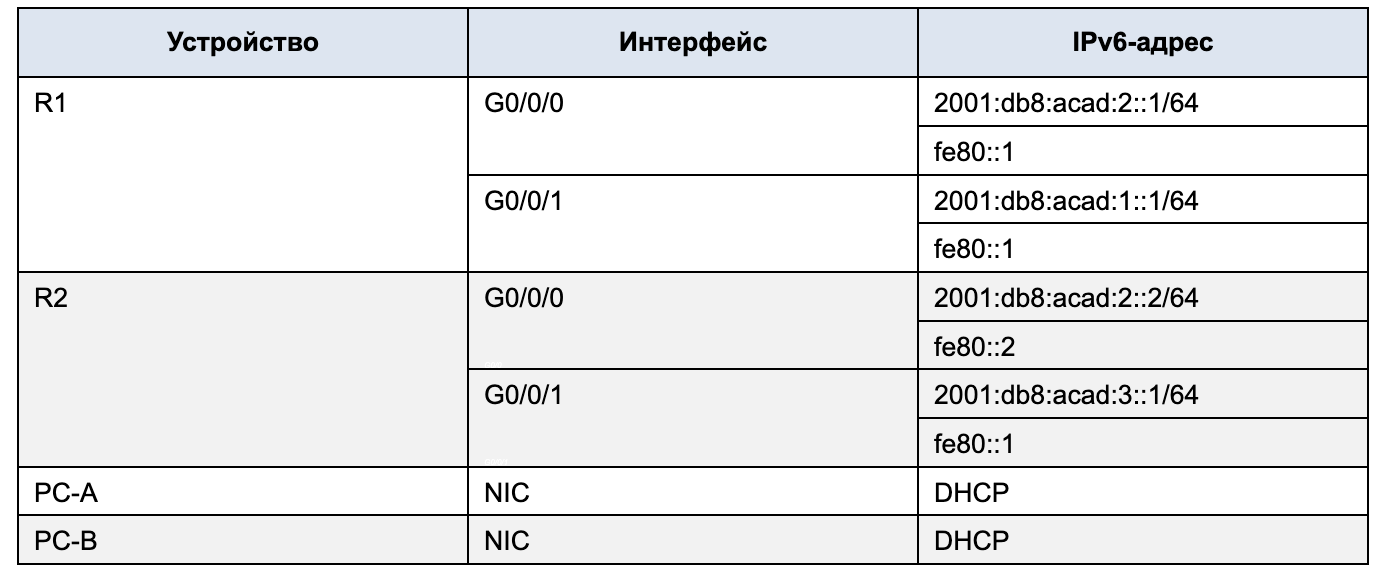 Устройство Интерфейс IPv6-адрес
R1 G0/0/0 2001:db8:acad:2::1/64
fe80::1
G0/0/1 2001:db8:acad:1::1/64
fe80::1
R2 G0/0/0 2001:db8:acad:2::2/64
fe80::2
G0/0/1 2001:db8:acad:3::1/64
fe80::1
PC-A NIC DHCP
PC-B NIC DHCP